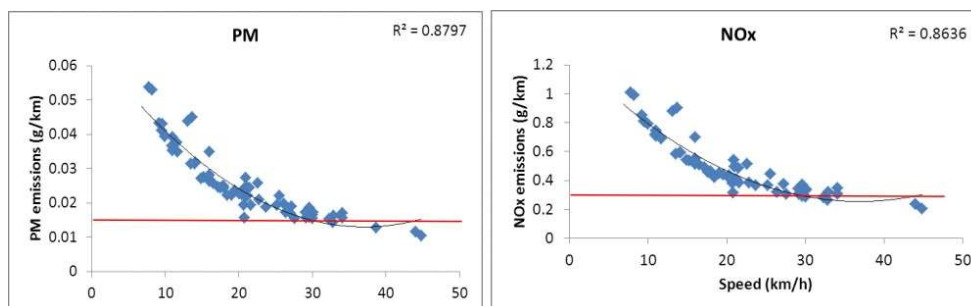 PM
R² = 0.8797
PM emissions (g/km)
0.06
0.05
0.04
0.03
0.02
0.01
0
0 10 20 30 40 50
NOx
R² = 0.8636
NOx emissions (g/km)
1.2
1
0.8
0.6
0.4
0.2
0
0 10 20 30 40 50
Speed (km/h)